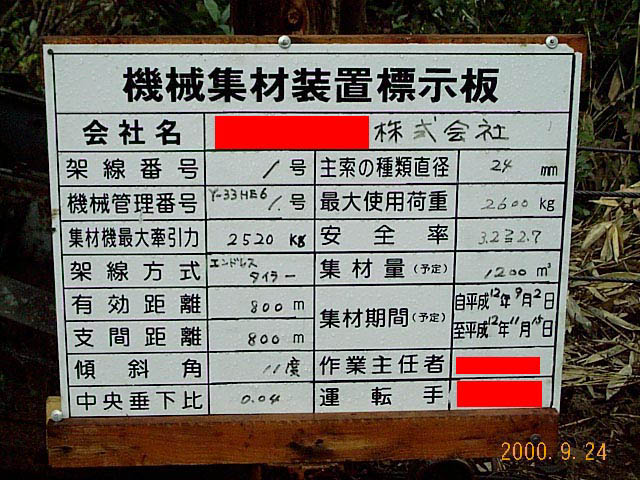 機械集材装置標示板
会社名 株式会社
架線番号 1号 主索の種類直径 24 mm
機械管理番号 Y-33HE6 1号 最大使用荷重 2600 kg
集材機最大牽引力 2520 kg 安全率 3.2≧2.7
架線方式 エンドレスタイラー 集材量(予定) 1200 m³
有効距離 800 m 集材期間(予定) 自平成12年9月2日
支間距離 800 m 至平成12年11月15日
傾斜角 11度 作業主任者
中央垂下比 0.04 運転手
2000. 9. 24